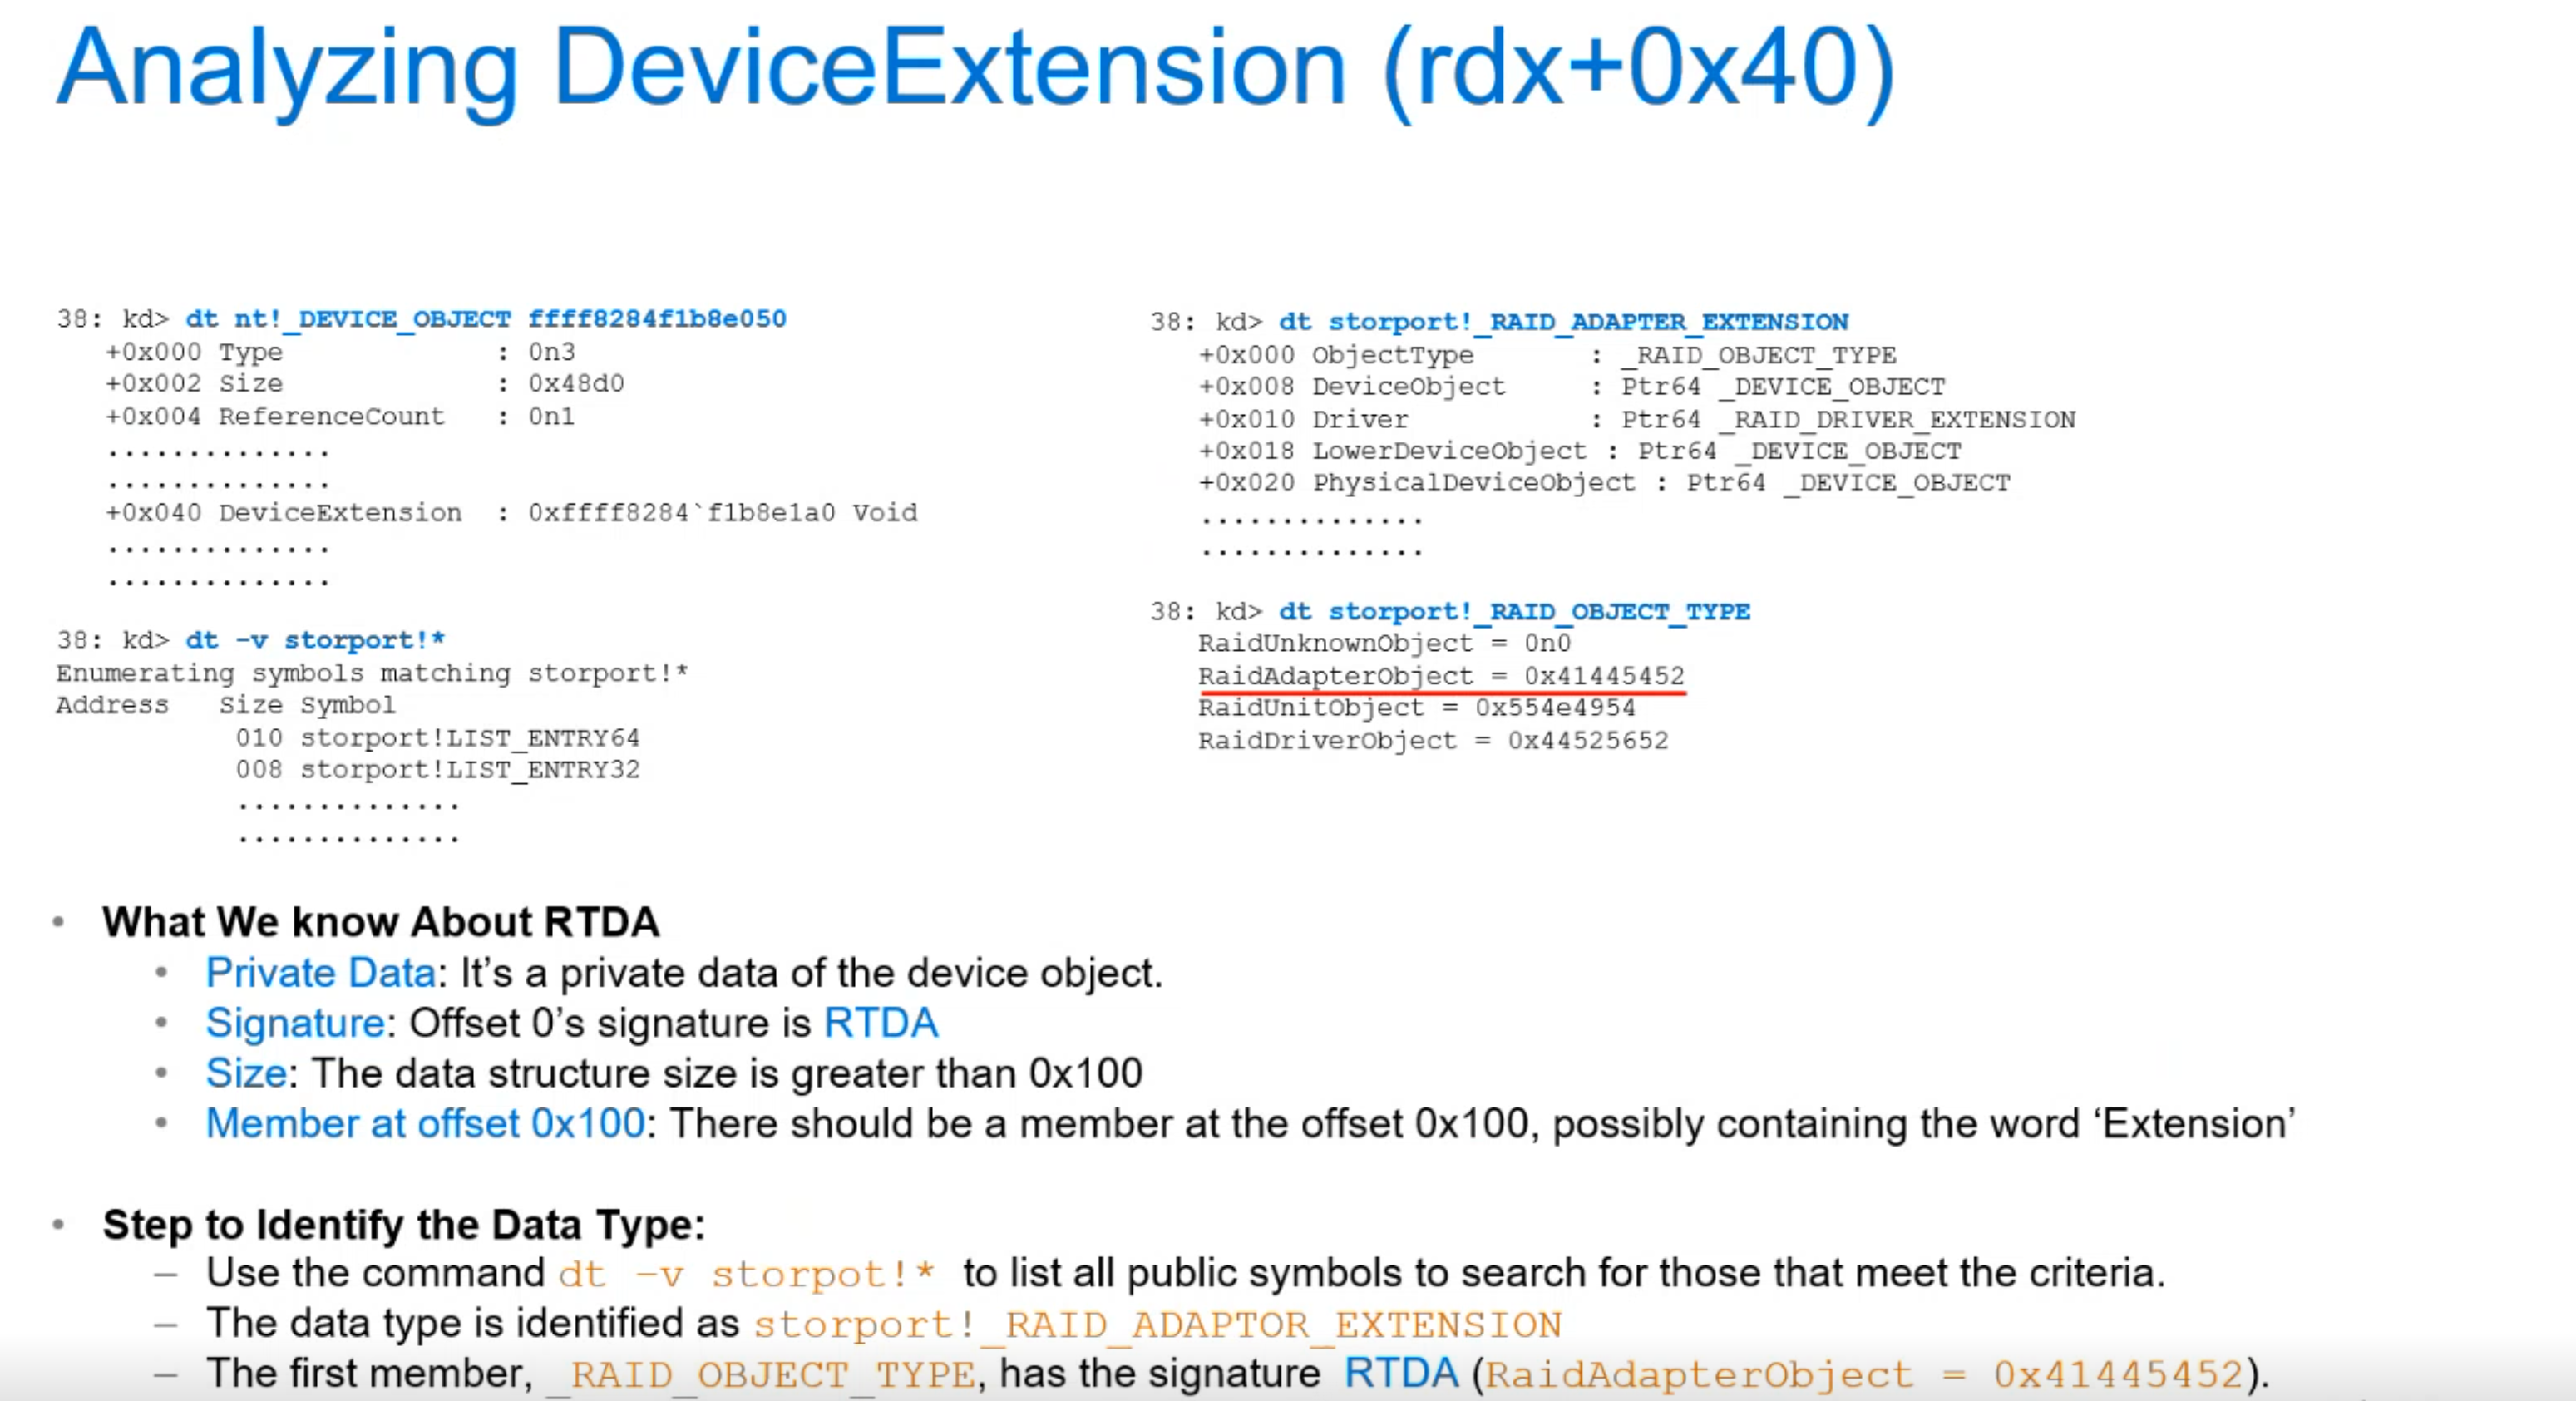 Analyzing DeviceExtension (rdx+0x40)
38: kd> dt nt!_DEVICE_OBJECT ffff8284f1b8e050
+0x000 Type : 0n3
+0x002 Size : 0x48d0
+0x004 ReferenceCount : 0n1
..............
..............
+0x040 DeviceExtension : 0xffff8284`f1b8e1a0 Void
..............
..............
38: kd> dt -v storport!*
Enumerating symbols matching storport!*
Address Size Symbol
010 storport!LIST_ENTRY64
008 storport!LIST_ENTRY32
..............
..............
38: kd> dt storport!_RAID_ADAPTER_EXTENSION
+0x000 ObjectType : _RAID_OBJECT_TYPE
+0x008 DeviceObject : Ptr64 _DEVICE_OBJECT
+0x010 Driver : Ptr64 _RAID_DRIVER_EXTENSION
+0x018 LowerDeviceObject : Ptr64 _DEVICE_OBJECT
+0x020 PhysicalDeviceObject : Ptr64 _DEVICE_OBJECT
..............
..............
38: kd> dt storport!_RAID_OBJECT_TYPE
RaidUnknownObject = 0n0
RaidAdapterObject = 0x41445452
RaidUnitObject = 0x554e4954
RaidDriverObject = 0x44525652
• What We know About RTDA
• Private Data: It’s a private data of the device object.
• Signature: Offset 0’s signature is RTDA
• Size: The data structure size is greater than 0x100
• Member at offset 0x100: There should be a member at the offset 0x100, possibly containing the word ‘Extension’
• Step to Identify the Data Type:
– Use the command dt –v storpot!* to list all public symbols to search for those that meet the criteria.
– The data type is identified as storport!_RAID_ADAPTOR_EXTENSION
– The first member, _RAID_OBJECT_TYPE, has the signature RTDA (RaidAdapterObject = 0x41445452).